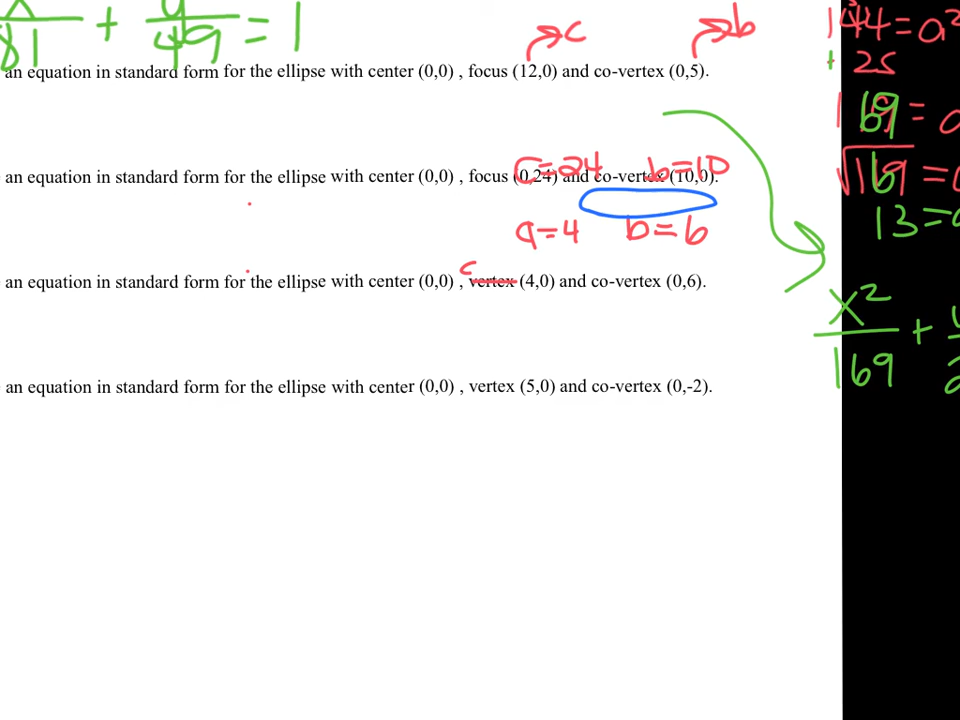 x/81 + y/49 = 1
c
b
144 = a²
+ 25
an equation in standard form for the ellipse with center (0,0) , focus (12,0) and co-vertex (0,5).
169 =
√169 =
13 =
c=24 b=10
an equation in standard form for the ellipse with center (0,0) , focus (0,24) and co-vertex (10,0).
a=4 b=6
c
an equation in standard form for the ellipse with center (0,0) , vertex (4,0) and co-vertex (0,6).
x²/169 +
an equation in standard form for the ellipse with center (0,0) , vertex (5,0) and co-vertex (0,-2).